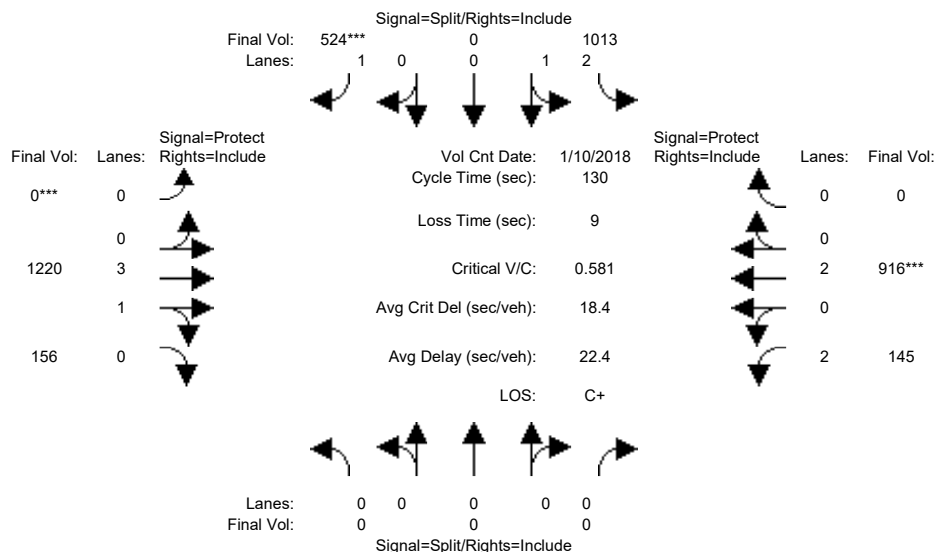 Signal=Split/Rights=Include
Final Vol: 524*** 0 1013
Lanes: 1 0 0 1 2
Signal=Protect Signal=Protect
Final Vol: Lanes: Rights=Include Vol Cnt Date: 1/10/2018 Rights=Include Lanes: Final Vol:
Cycle Time (sec): 130
0*** 0 0 0
Loss Time (sec): 9
0 0
1220 3 Critical V/C: 0.581 2 916***
1 Avg Crit Del (sec/veh): 18.4 0
156 0 Avg Delay (sec/veh): 22.4 2 145
LOS: C+
Lanes: 0 0 0 0 0
Final Vol: 0 0 0
Signal=Split/Rights=Include